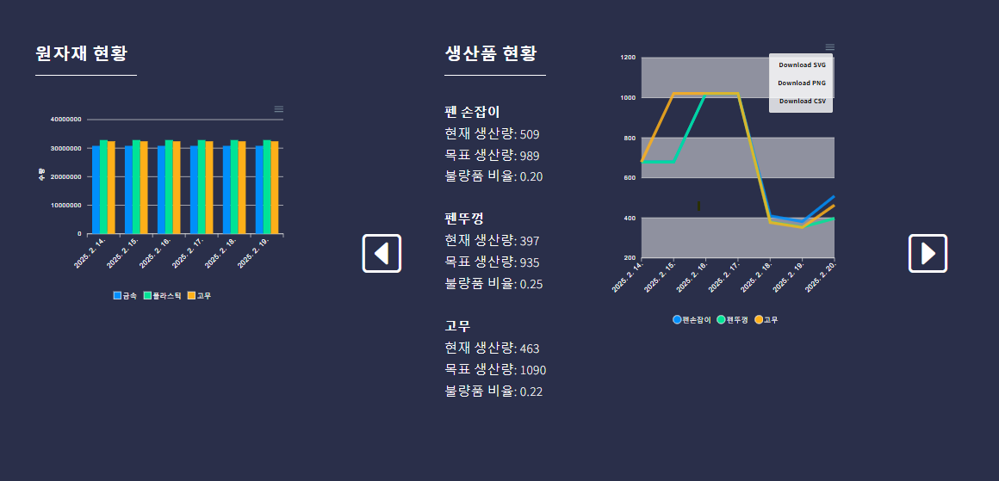 원자재 현황
40000000
30000000
20000000
10000000
0
수량
2025. 2. 14.
2025. 2. 15.
2025. 2. 16.
2025. 2. 17.
2025. 2. 18.
2025. 2. 19.
금속 플라스틱 고무
생산품 현황
펜 손잡이
현재 생산량: 509
목표 생산량: 989
불량품 비율: 0.20
펜뚜껑
현재 생산량: 397
목표 생산량: 935
불량품 비율: 0.25
고무
현재 생산량: 463
목표 생산량: 1090
불량품 비율: 0.22
1200
1000
800
600
400
200
Download SVG
Download PNG
Download CSV
2025. 2. 14.
2025. 2. 15.
2025. 2. 16.
2025. 2. 17.
2025. 2. 18.
2025. 2. 19.
2025. 2. 20.
펜손잡이 펜뚜껑 고무